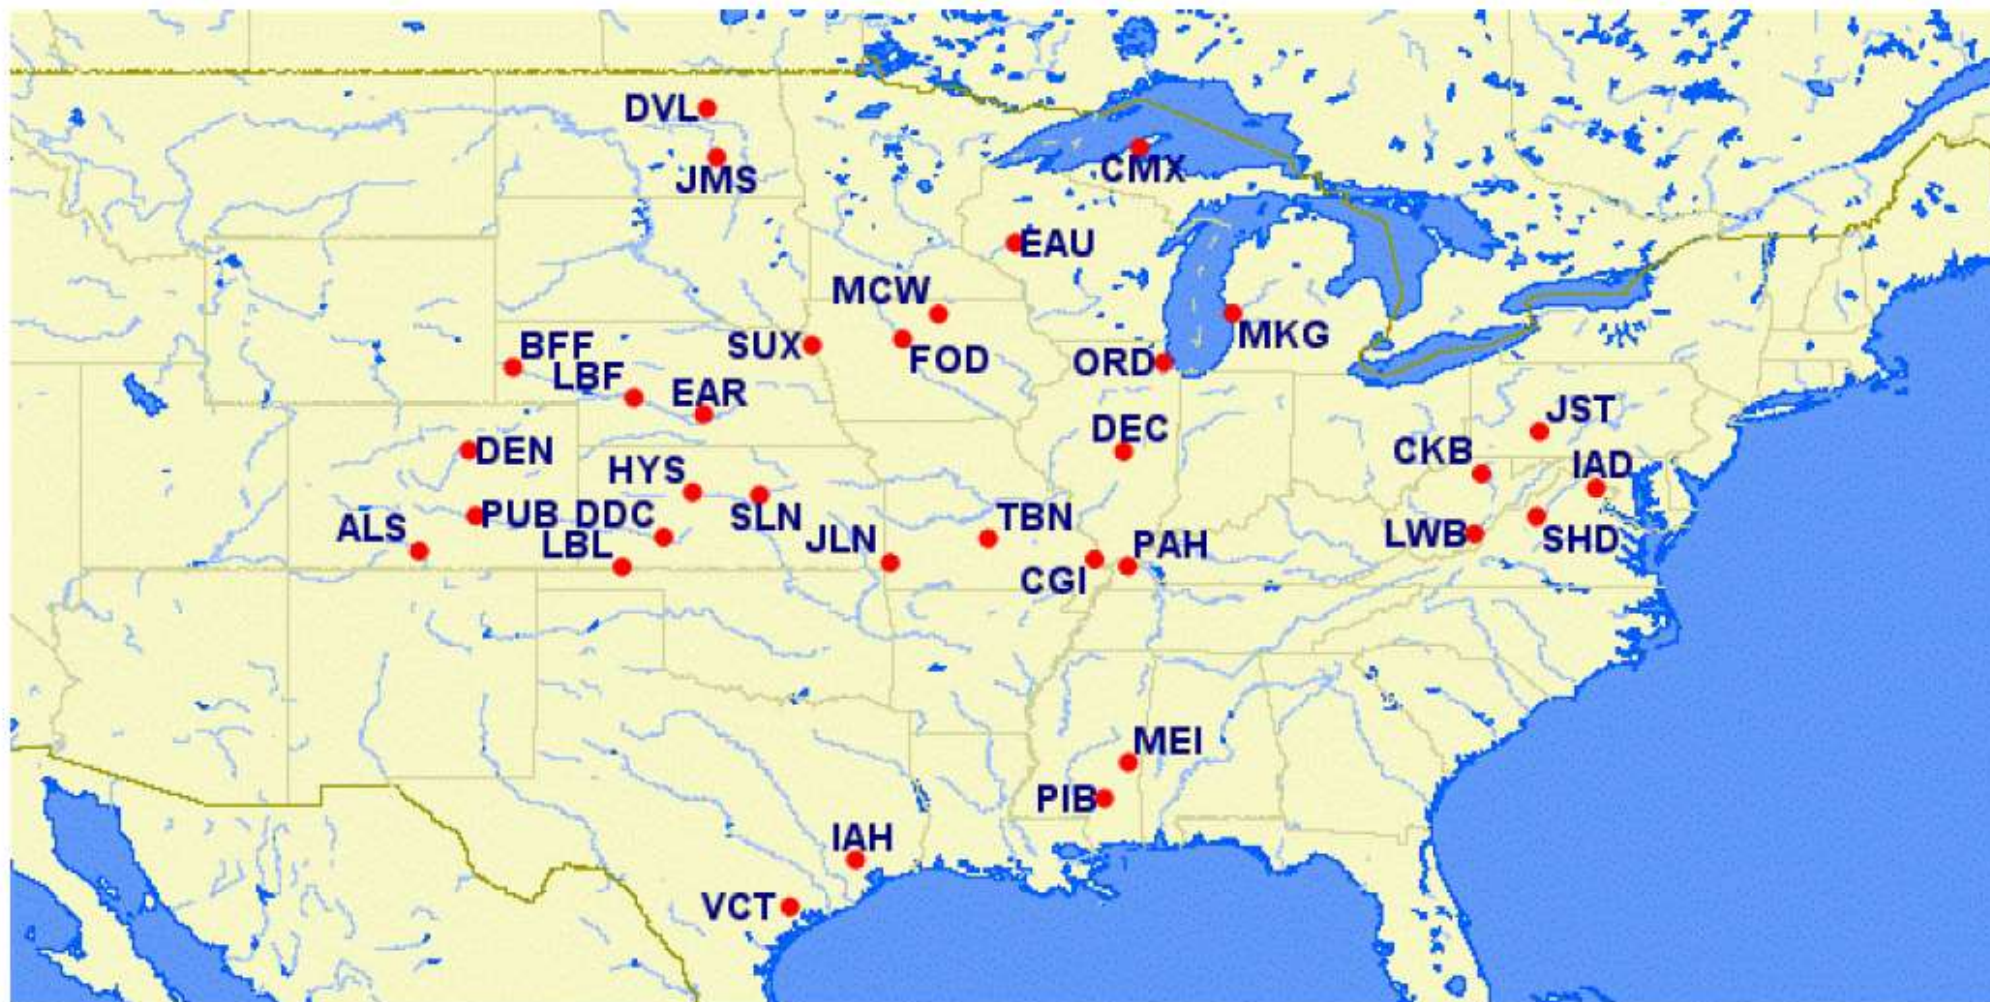 DVL
JMS
CMX
EAU
MCW
MKG
SUX
FOD
ORD
BFF
LBF
EAR
JST
DEC
DEN
CKB
IAD
HYS
PUB
DDC
SLN
TBN
ALS
LBL
JLN
PAH
LWB
SHD
CGI
MEI
PIB
IAH
VCT